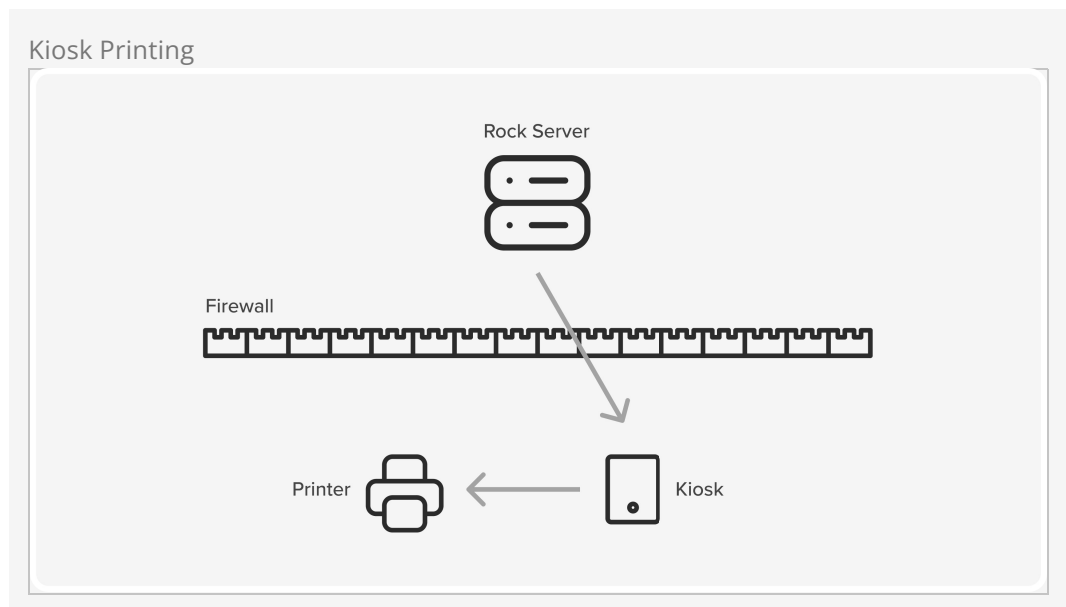 Kiosk Printing
Rock Server
Firewall
Printer
Kiosk